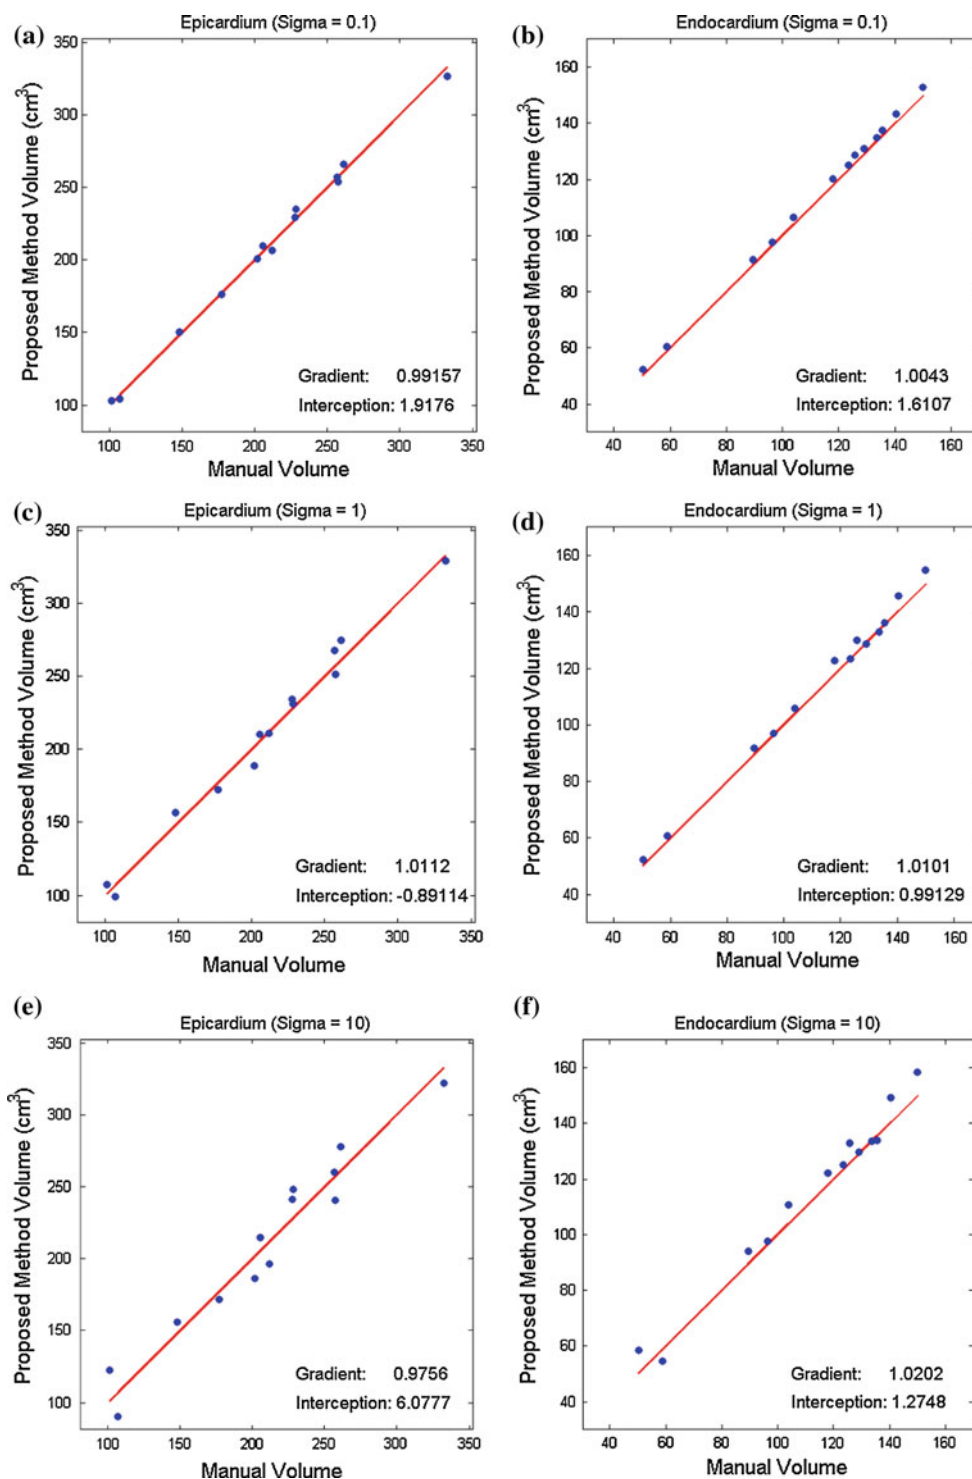 (a)
Epicardium (Sigma = 0.1)
350
300
250
200
150
100
100 150 200 250 300 350
Proposed Method Volume (cm³)
Manual Volume
Gradient: 0.99157
Interception: 1.9176
(b)
Endocardium (Sigma = 0.1)
160
140
120
100
80
60
40
40 60 80 100 120 140 160
Proposed Method Volume (cm³)
Manual Volume
Gradient: 1.0043
Interception: 1.6107
(c)
Epicardium (Sigma = 1)
350
300
250
200
150
100
100 150 200 250 300 350
Proposed Method Volume (cm³)
Manual Volume
Gradient: 1.0112
Interception: -0.89114
(d)
Endocardium (Sigma = 1)
160
140
120
100
80
60
40
40 60 80 100 120 140 160
Proposed Method Volume (cm³)
Manual Volume
Gradient: 1.0101
Interception: 0.99129
(e)
Epicardium (Sigma = 10)
350
300
250
200
150
100
100 150 200 250 300 350
Proposed Method Volume (cm³)
Manual Volume
Gradient: 0.9756
Interception: 6.0777
(f)
Endocardium (Sigma = 10)
160
140
120
100
80
60
40
40 60 80 100 120 140 160
Proposed Method Volume (cm³)
Manual Volume
Gradient: 1.0202
Interception: 1.2748